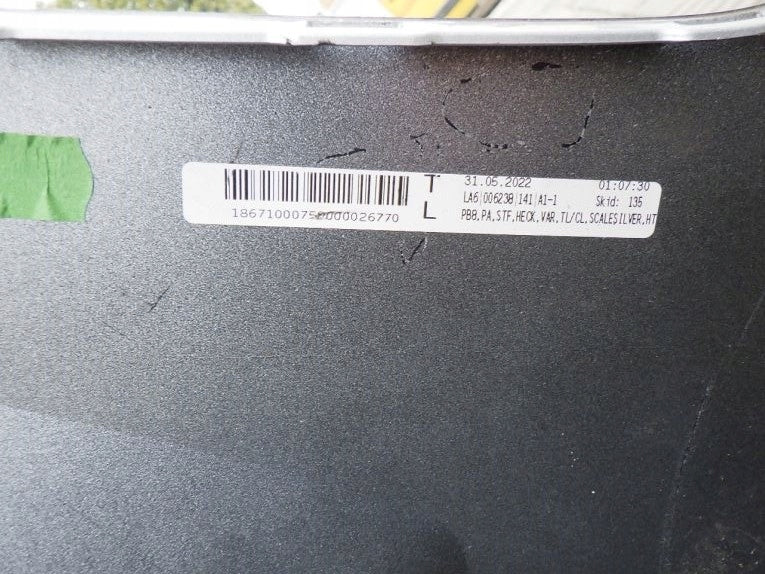 T 31.05.2022 01:07:30
LA6|006238|141|A1-1 Skid: 135
L PB8,PA,STF,HECK,VAR,TL/CL,SCALESILVER,HT